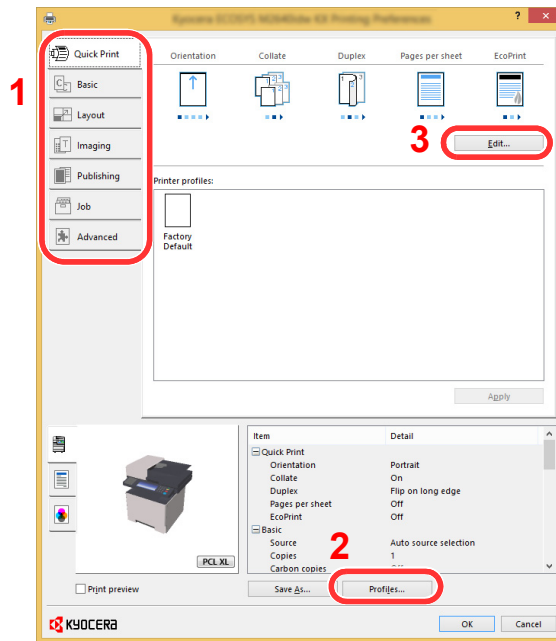 ? ×
Quick Print
Basic
Layout
Imaging
Publishing
Job
Advanced
1
Orientation Collate Duplex Pages per sheet EcoPrint
3
Edit...
Printer profiles:
Factory
Default
Apply
Item Detail
Quick Print
Orientation Portrait
Collate On
Duplex Flip on long edge
Pages per sheet Off
EcoPrint Off
Basic
Source Auto source selection
Copies 1
Carbon copies
2
PCL XL
Print preview
Save As... Profiles...
KYOCERA
OK Cancel